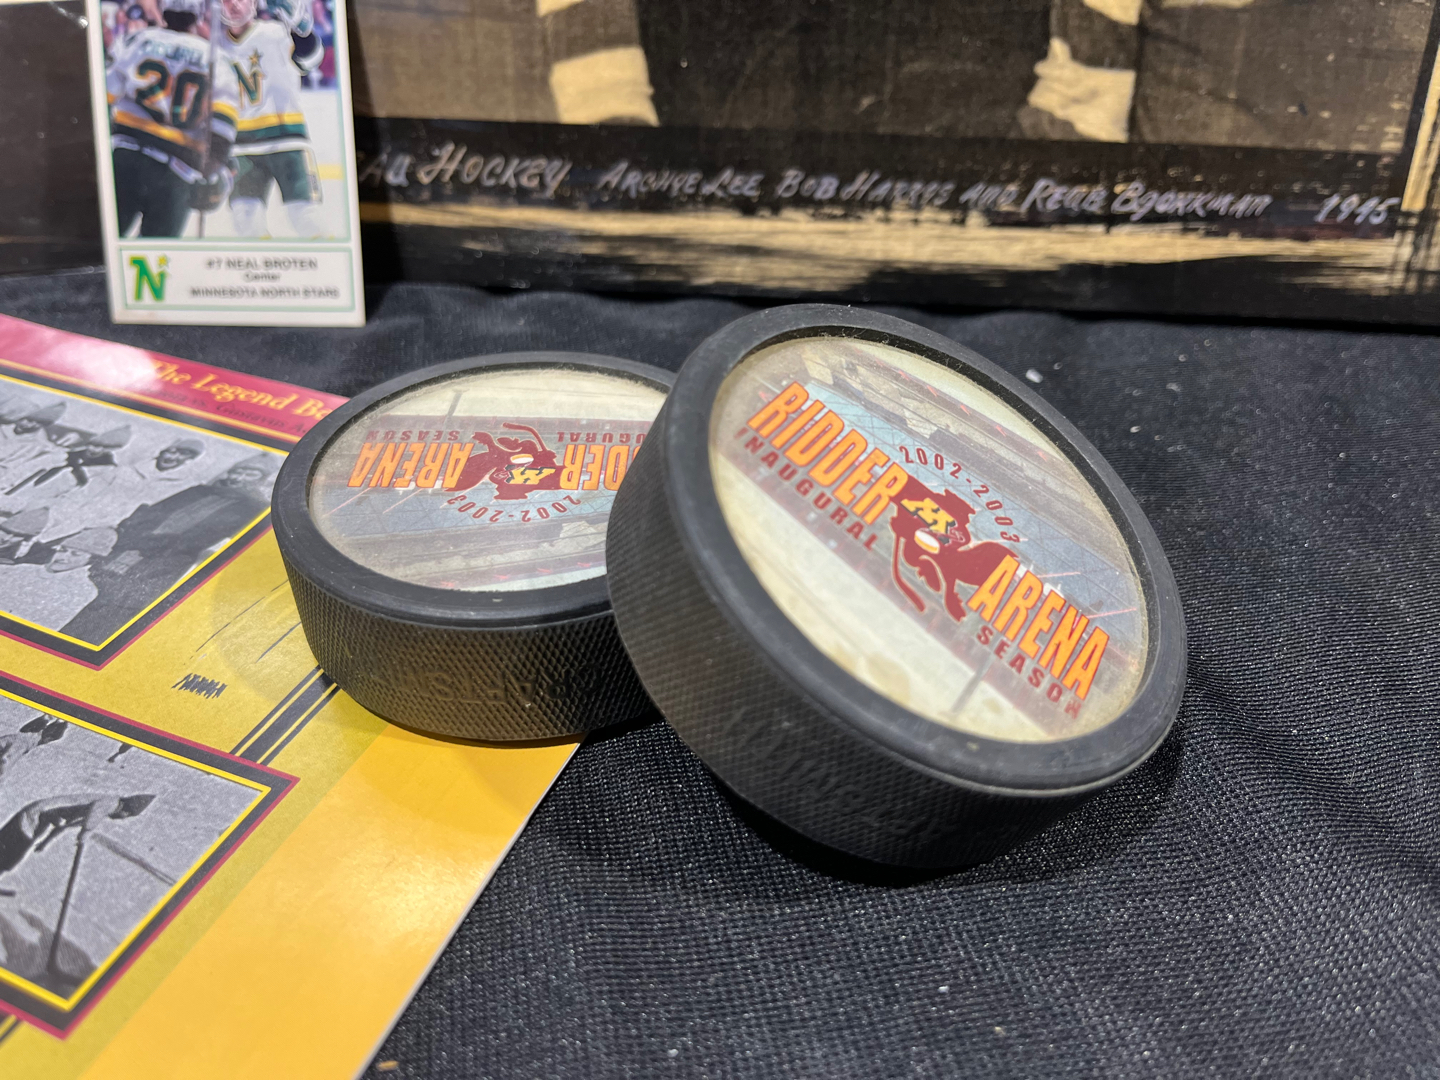 20
N
#7 NEAL BROTEN
Center
MINNESOTA NORTH STARS
HOCKEY ARCHIE LEE BOB HARRIS AND RENE BOOKKMAN 1945
The Legend Be
RIDDER ARENA
INAUGURAL SEASON
2002-2003
M
RIDDER
ARENA
2002-2003
INAUGURAL
SEASON
M